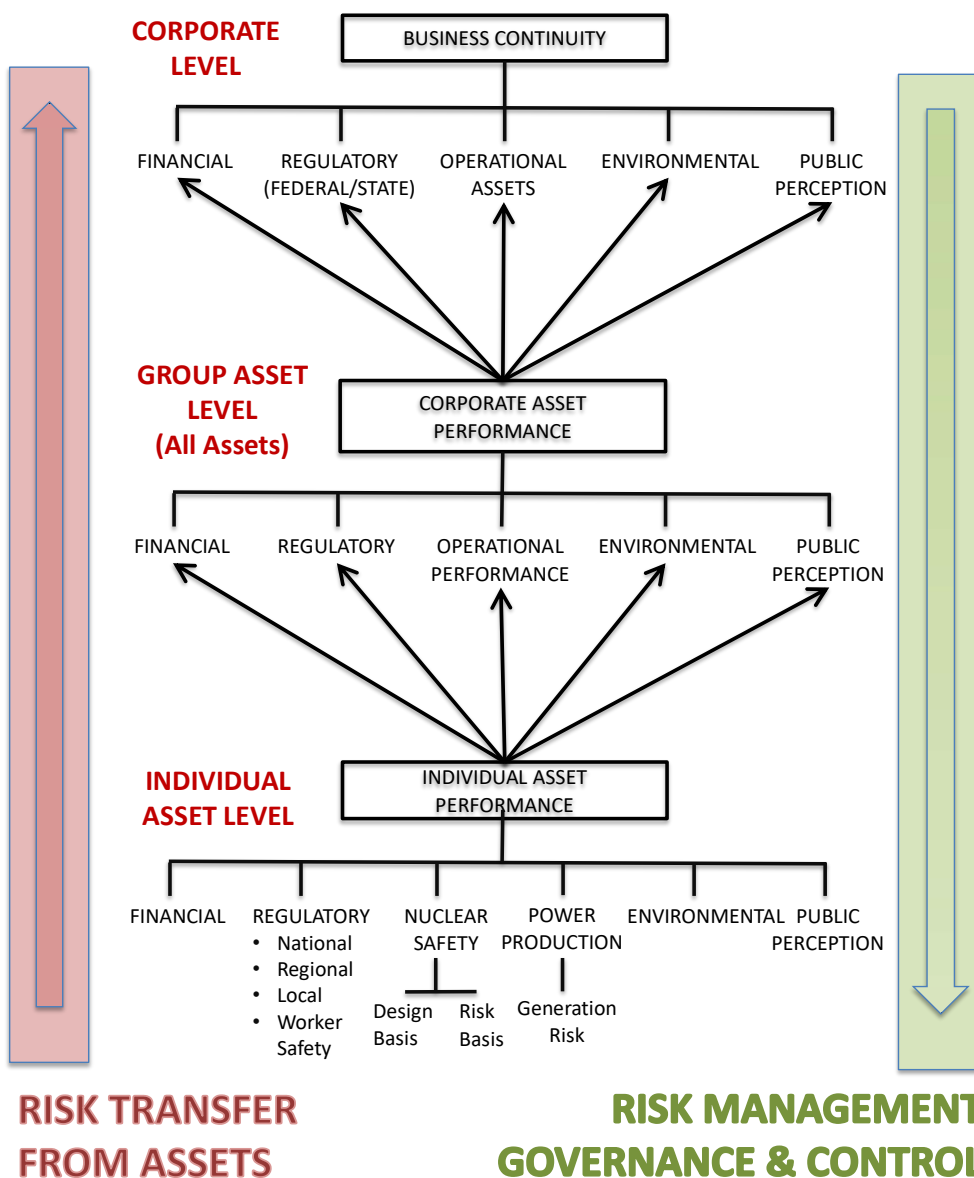 CORPORATE
LEVEL
BUSINESS CONTINUITY
FINANCIAL
REGULATORY
(FEDERAL/STATE)
OPERATIONAL
ASSETS
ENVIRONMENTAL
PUBLIC
PERCEPTION
GROUP ASSET
LEVEL
(All Assets)
CORPORATE ASSET
PERFORMANCE
FINANCIAL
REGULATORY
OPERATIONAL
PERFORMANCE
ENVIRONMENTAL
PUBLIC
PERCEPTION
INDIVIDUAL
ASSET LEVEL
INDIVIDUAL ASSET
PERFORMANCE
FINANCIAL
REGULATORY
• National
• Regional
• Local
• Worker
Safety
NUCLEAR
SAFETY
Design
Basis
Risk
Basis
POWER
PRODUCTION
Generation
Risk
ENVIRONMENTAL
PUBLIC
PERCEPTION
RISK TRANSFER
FROM ASSETS
RISK MANAGEMENT
GOVERNANCE & CONTROL